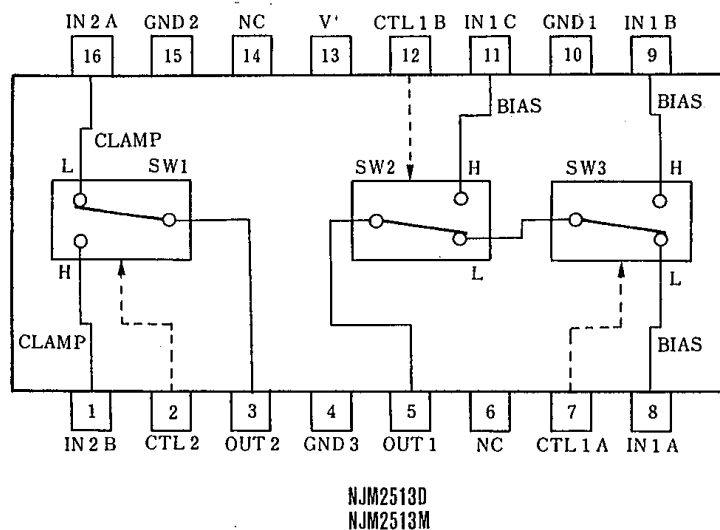 IN 2 A GND 2 NC V+ CTL 1 B IN 1 C GND 1 IN 1 B
16 15 14 13 12 11 10 9
CLAMP BIAS BIAS
L SW1 SW2 H SW3 H
H L L
CLAMP BIAS
1 2 3 4 5 6 7 8
IN 2 B CTL 2 OUT 2 GND 3 OUT 1 NC CTL 1 A IN 1 A
NJM2513D
NJM2513M